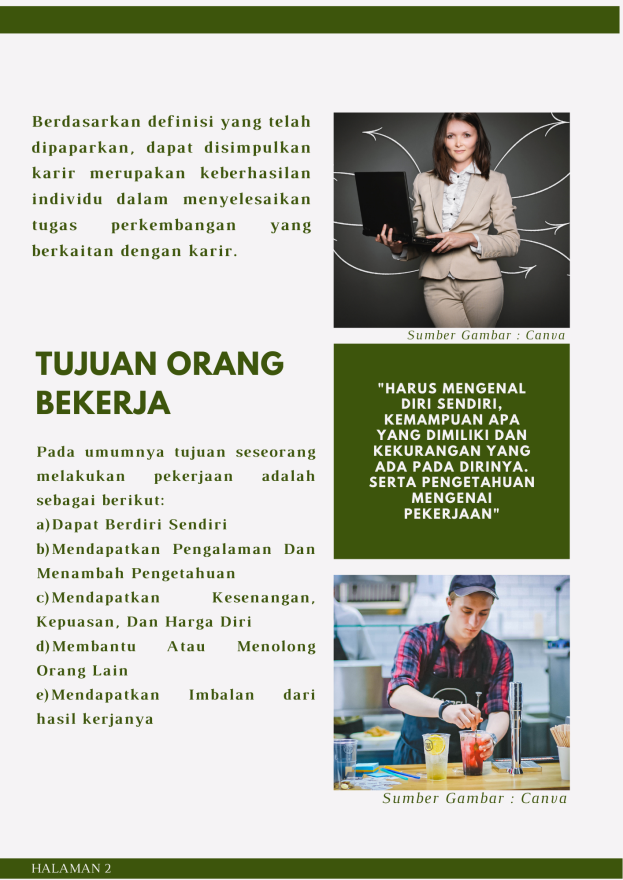 Berdasarkan definisi yang telah
dipaparkan, dapat disimpulkan
karir merupakan keberhasilan
individu dalam menyelesaikan
tugas perkembangan yang
berkaitan dengan karir.
Sumber Gambar : Canva
TUJUAN ORANG
BEKERJA
Pada umumnya tujuan seseorang
melakukan pekerjaan adalah
sebagai berikut:
a)Dapat Berdiri Sendiri
b)Mendapatkan Pengalaman Dan
Menambah Pengetahuan
c)Mendapatkan Kesenangan,
Kepuasan, Dan Harga Diri
d)Membantu Atau Menolong
Orang Lain
e)Mendapatkan Imbalan dari
hasil kerjanya
"HARUS MENGENAL
DIRI SENDIRI,
KEMAMPUAN APA
YANG DIMILIKI DAN
KEKURANGAN YANG
ADA PADA DIRINYA.
SERTA PENGETAHUAN
MENGENAI
PEKERJAAN"
Sumber Gambar : Canva
HALAMAN 2